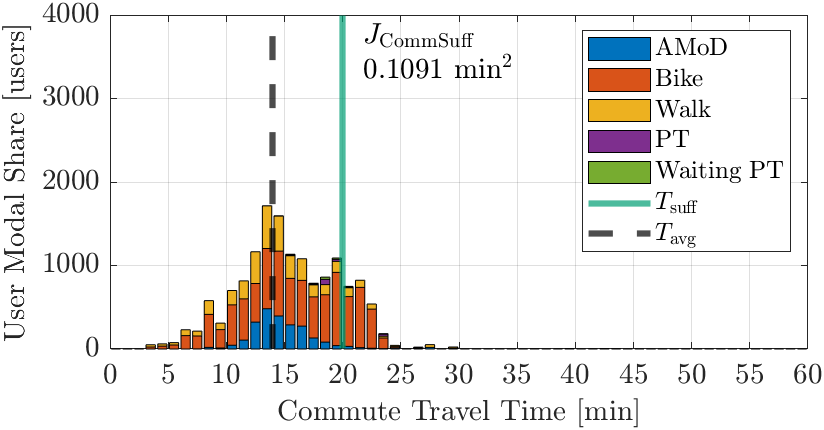 4000
3000
2000
1000
0
User Modal Share [users]
J_CommSuff
0.1091 min²
AMoD
Bike
Walk
PT
Waiting PT
T_suff
T_avg
0 5 10 15 20 25 30 35 40 45 50 55 60
Commute Travel Time [min]